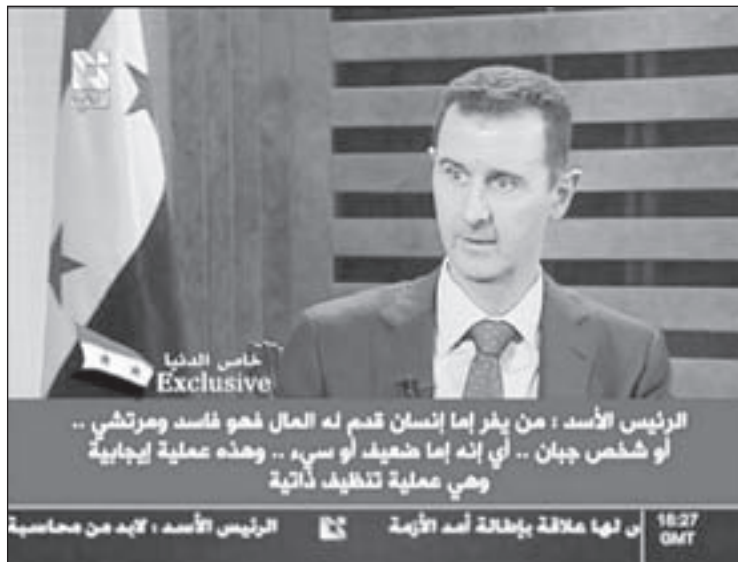 خاص الدنيا
Exclusive
الرئيس الأسد : من يفر إما إنسان قدم له المال فهو فاسد ومرتشي ..
أو شخص جبان .. أي إنه إما ضعيف أو سيء .. وهذه عملية إيجابية
وهي عملية تنظيف ذاتية
لها علاقة بإطالة أمد الأزمة
الرئيس الأسد : لابد من محاسبة
16:27
GMT